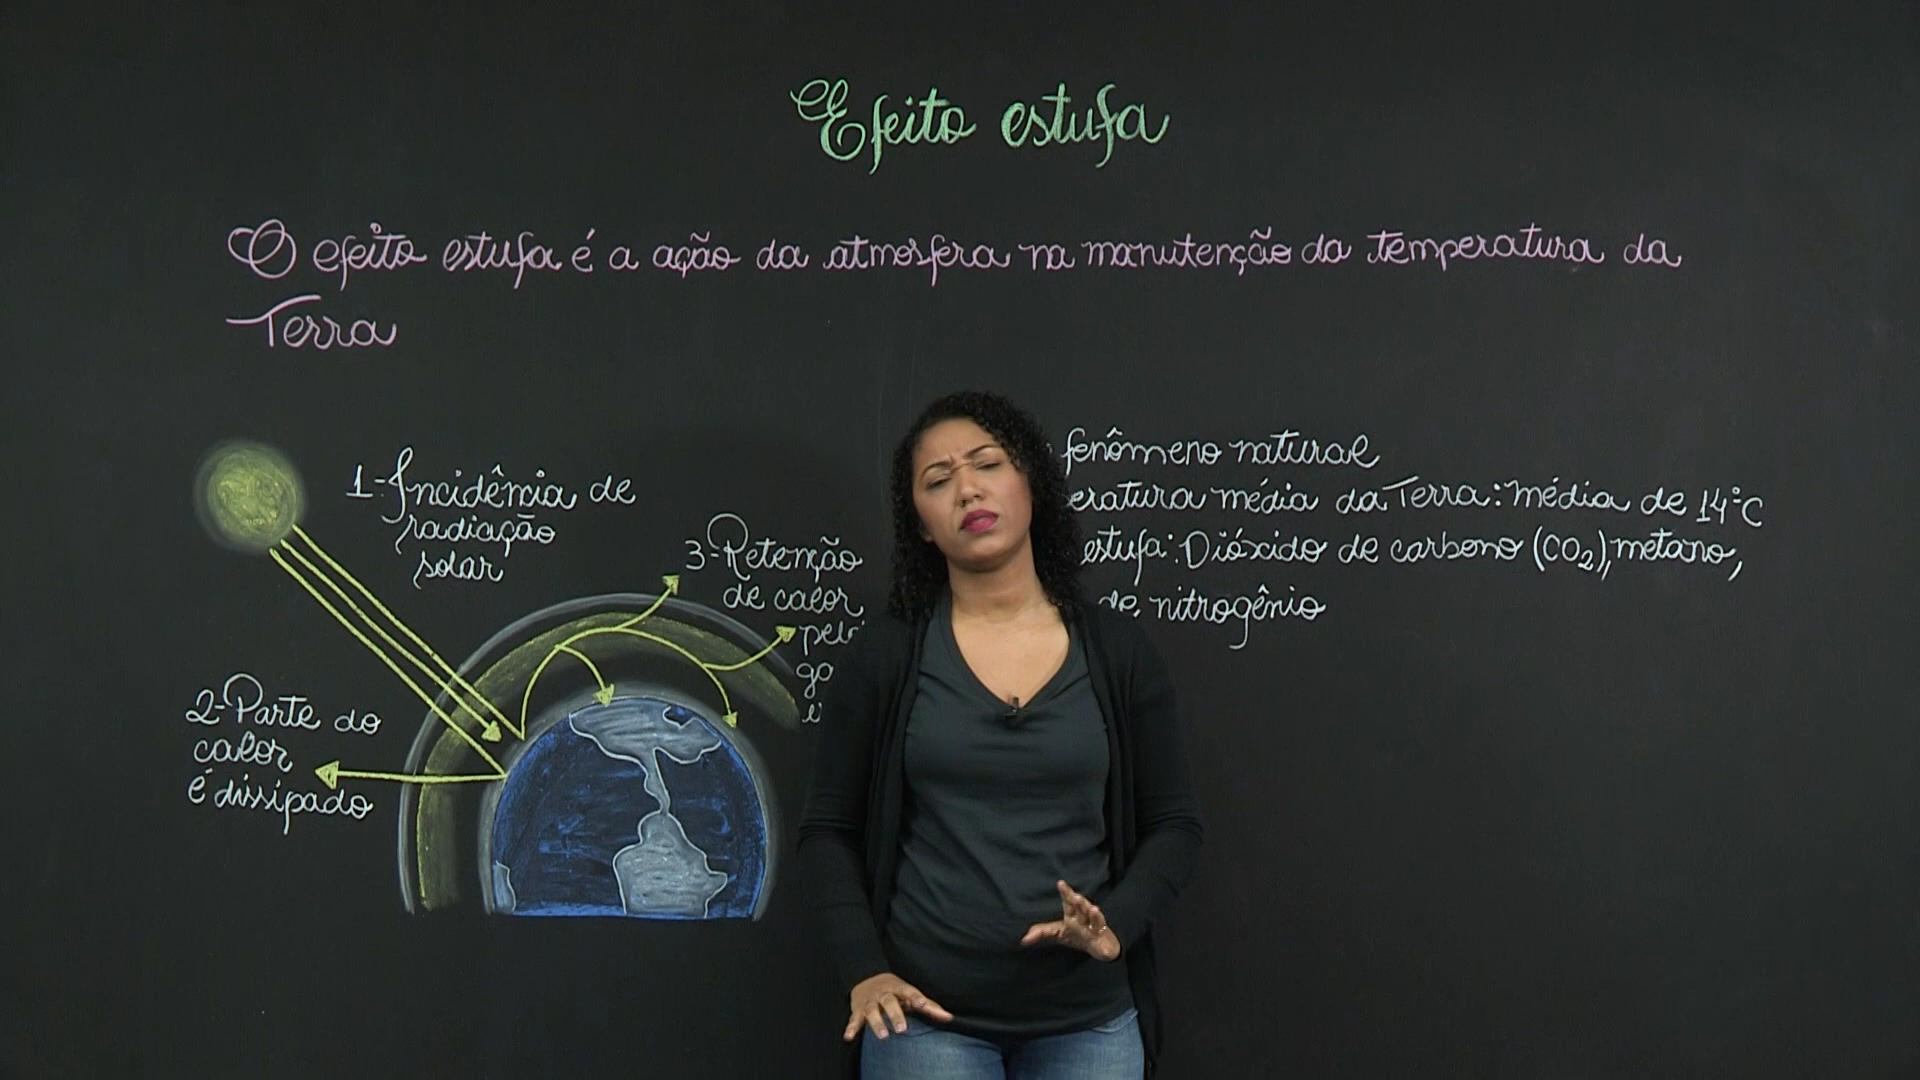 Efeito estufa
O efeito estufa é a ação da atmosfera na manutenção da temperatura da
Terra
1-Incidência de
radiação
solar
2-Parte do
calor
é dissipado
3-Retenção
de calor
fenômeno natural
média da Terra: média de 14°C
estufa: Dióxido de carbono (CO₂), metano,
nitrogênio